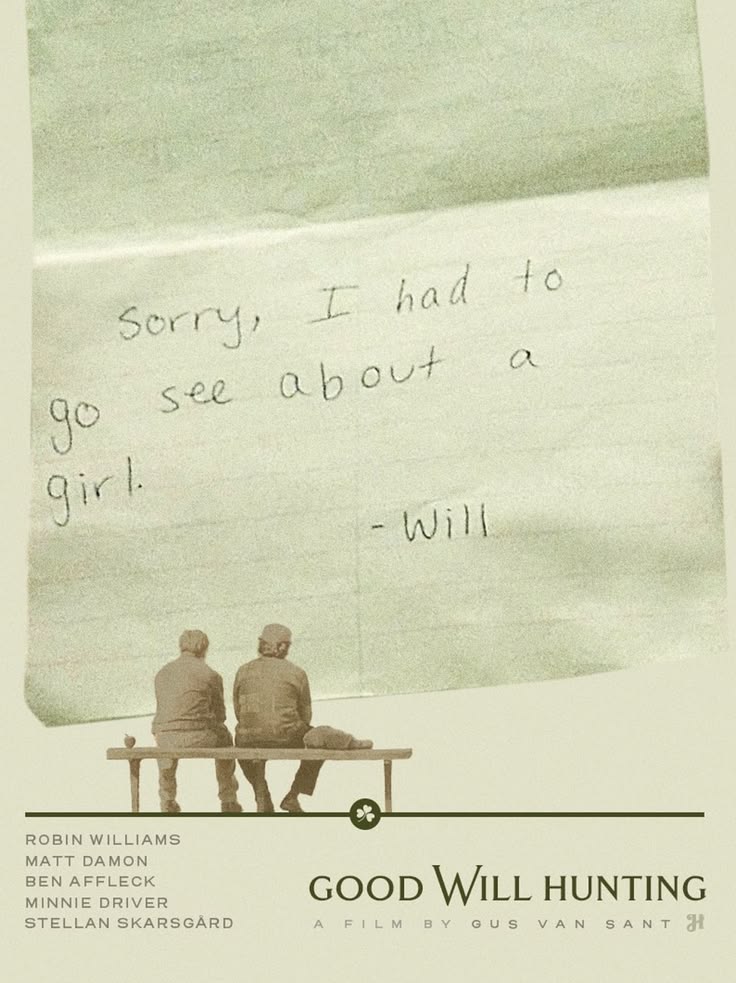 Sorry, I had to
go see about a
girl.
- Will
ROBIN WILLIAMS
MATT DAMON
BEN AFFLECK
MINNIE DRIVER
STELLAN SKARSGÅRD
GOOD WILL HUNTING
A FILM BY GUS VAN SANT